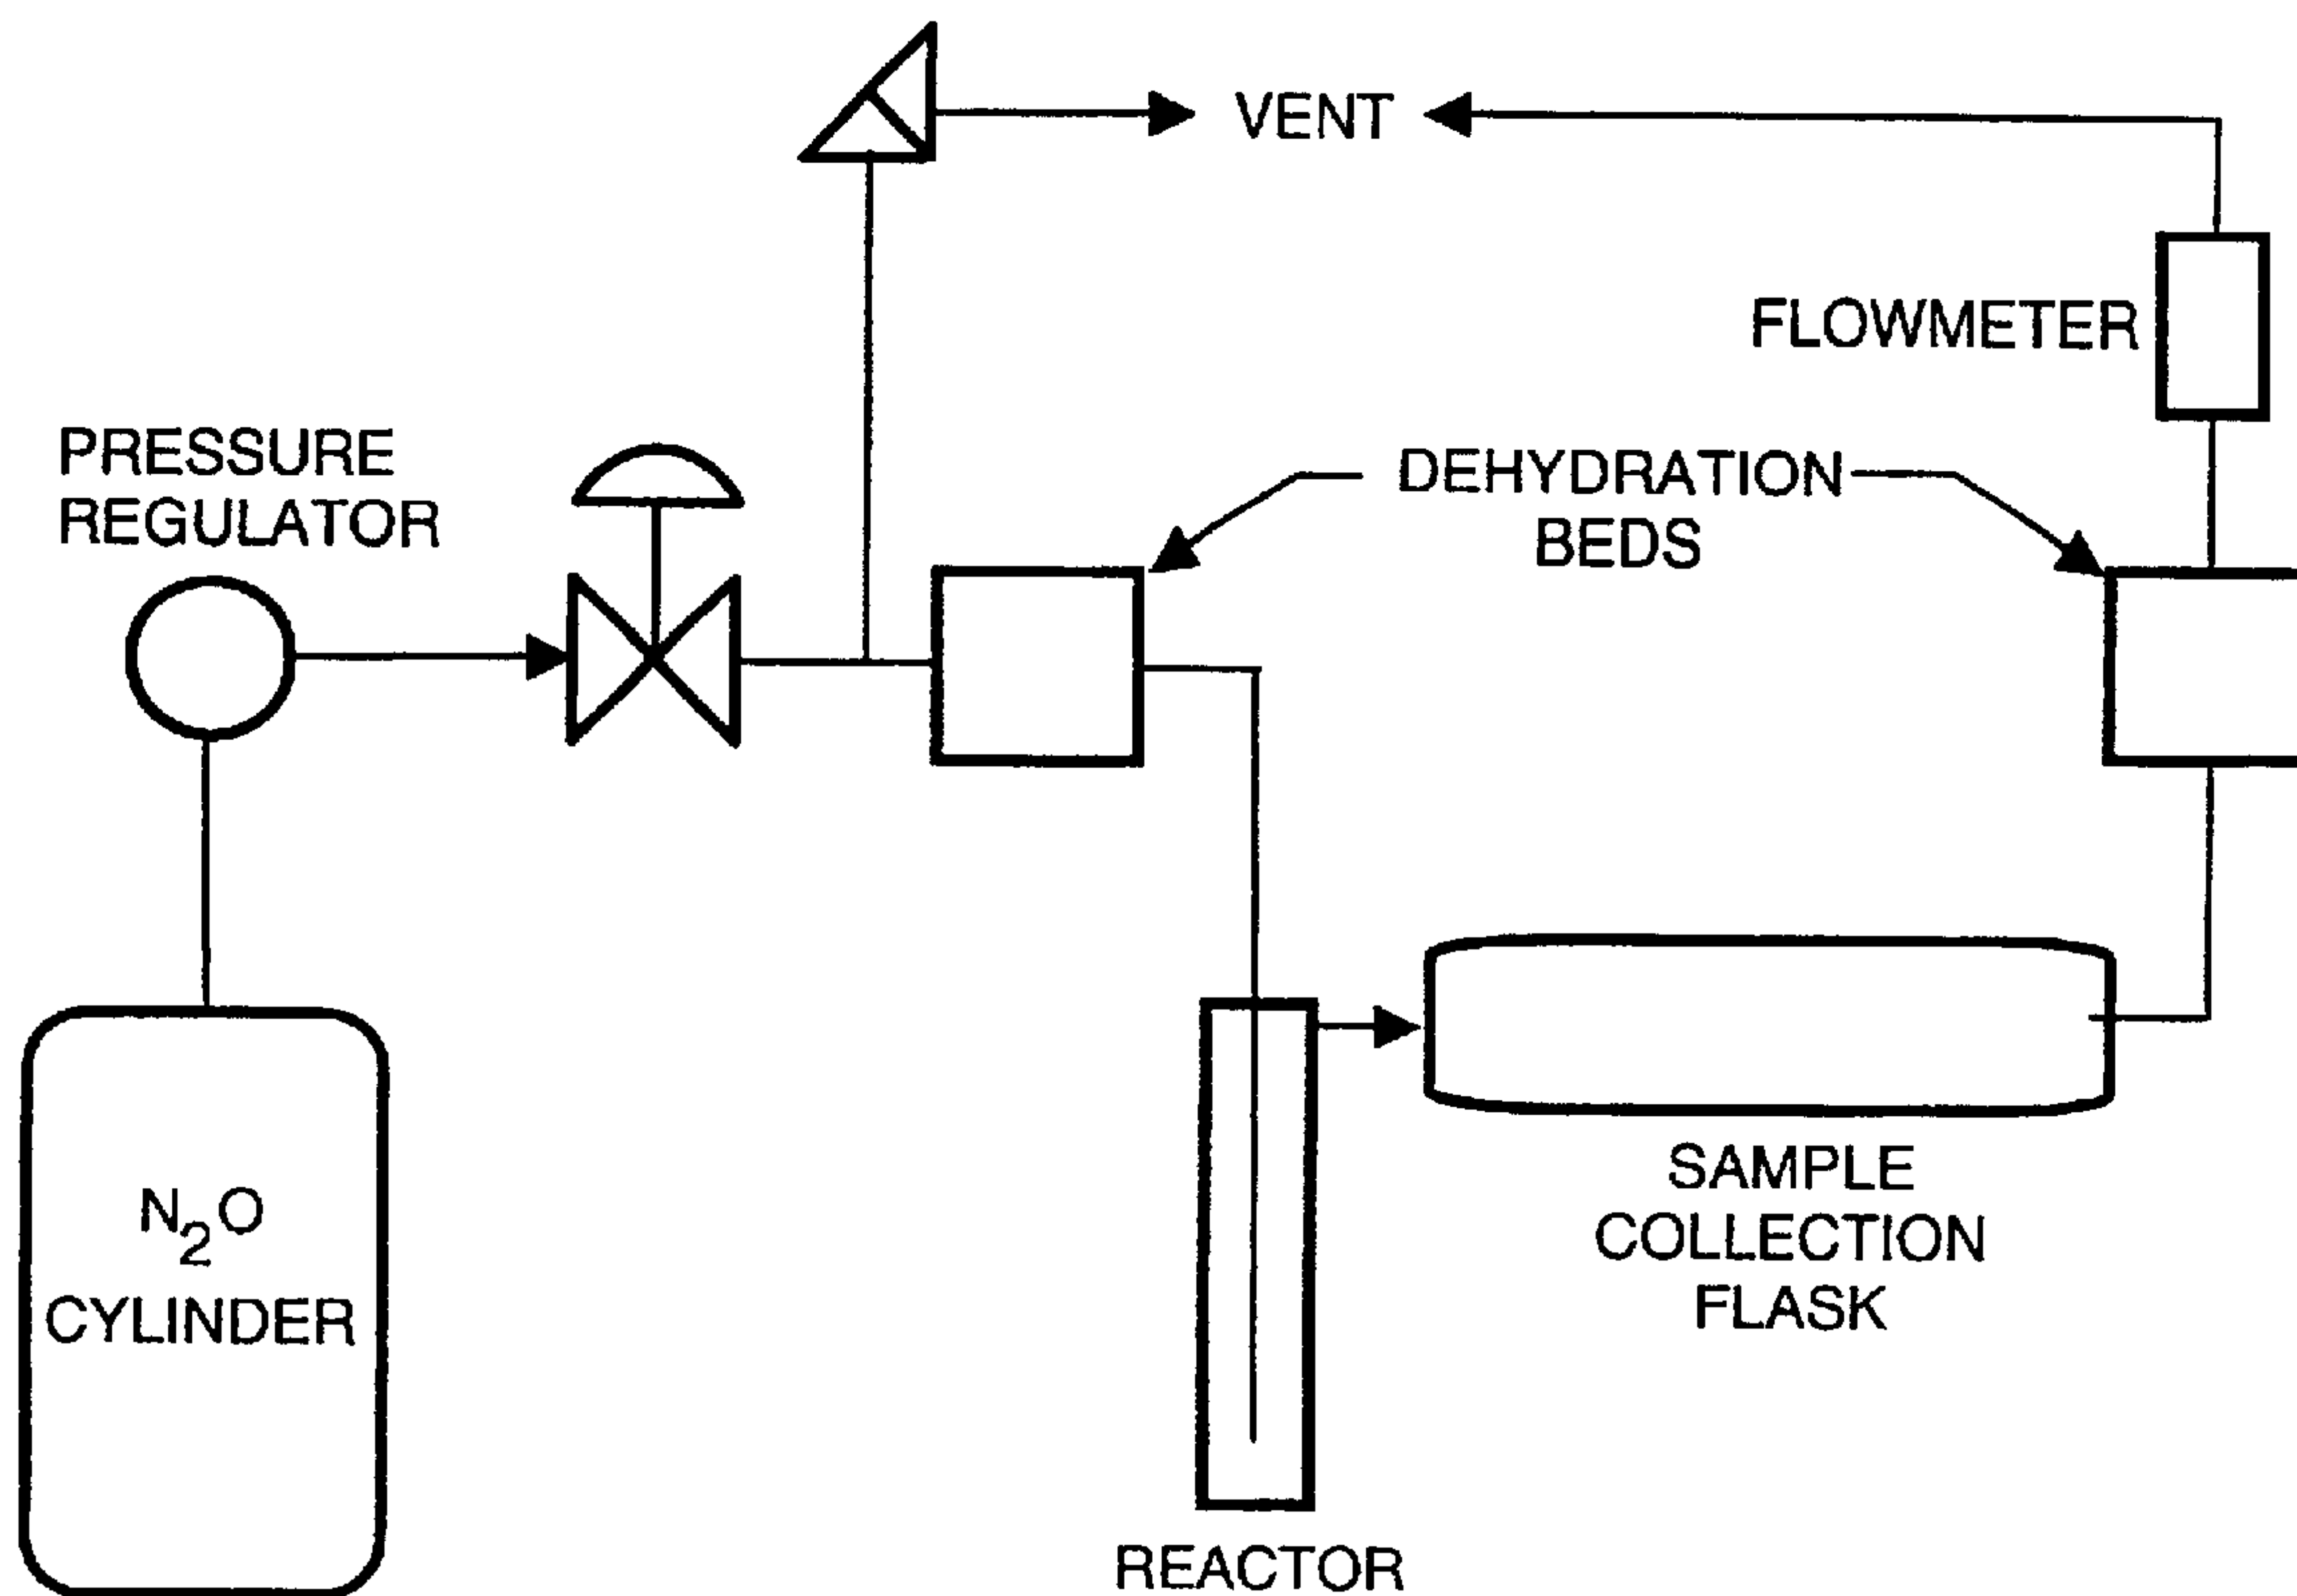 VENT
FLOWMETER
PRESSURE
REGULATOR
DEHYDRATION
BEDS
N₂O
CYLINDER
SAMPLE
COLLECTION
FLASK
REACTOR